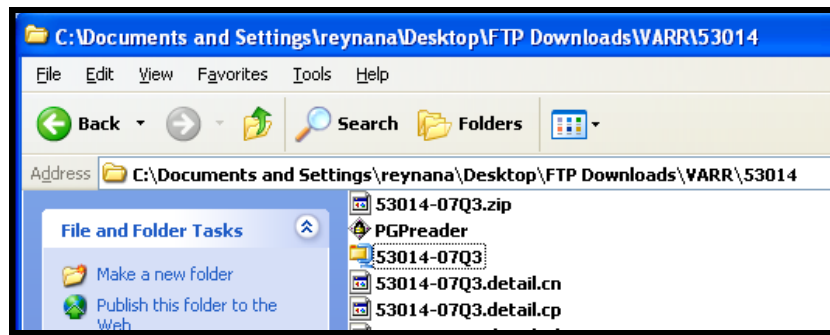 C:\Documents and Settings\reynana\Desktop\FTP Downloads\VARR\53014
File Edit View Favorites Tools Help
Back Search Folders
Address C:\Documents and Settings\reynana\Desktop\FTP Downloads\VARR\53014
File and Folder Tasks
Make a new folder
Publish this folder to the
Web
53014-07Q3.zip
PGPreader
53014-07Q3
53014-07Q3.detail.cn
53014-07Q3.detail.cp